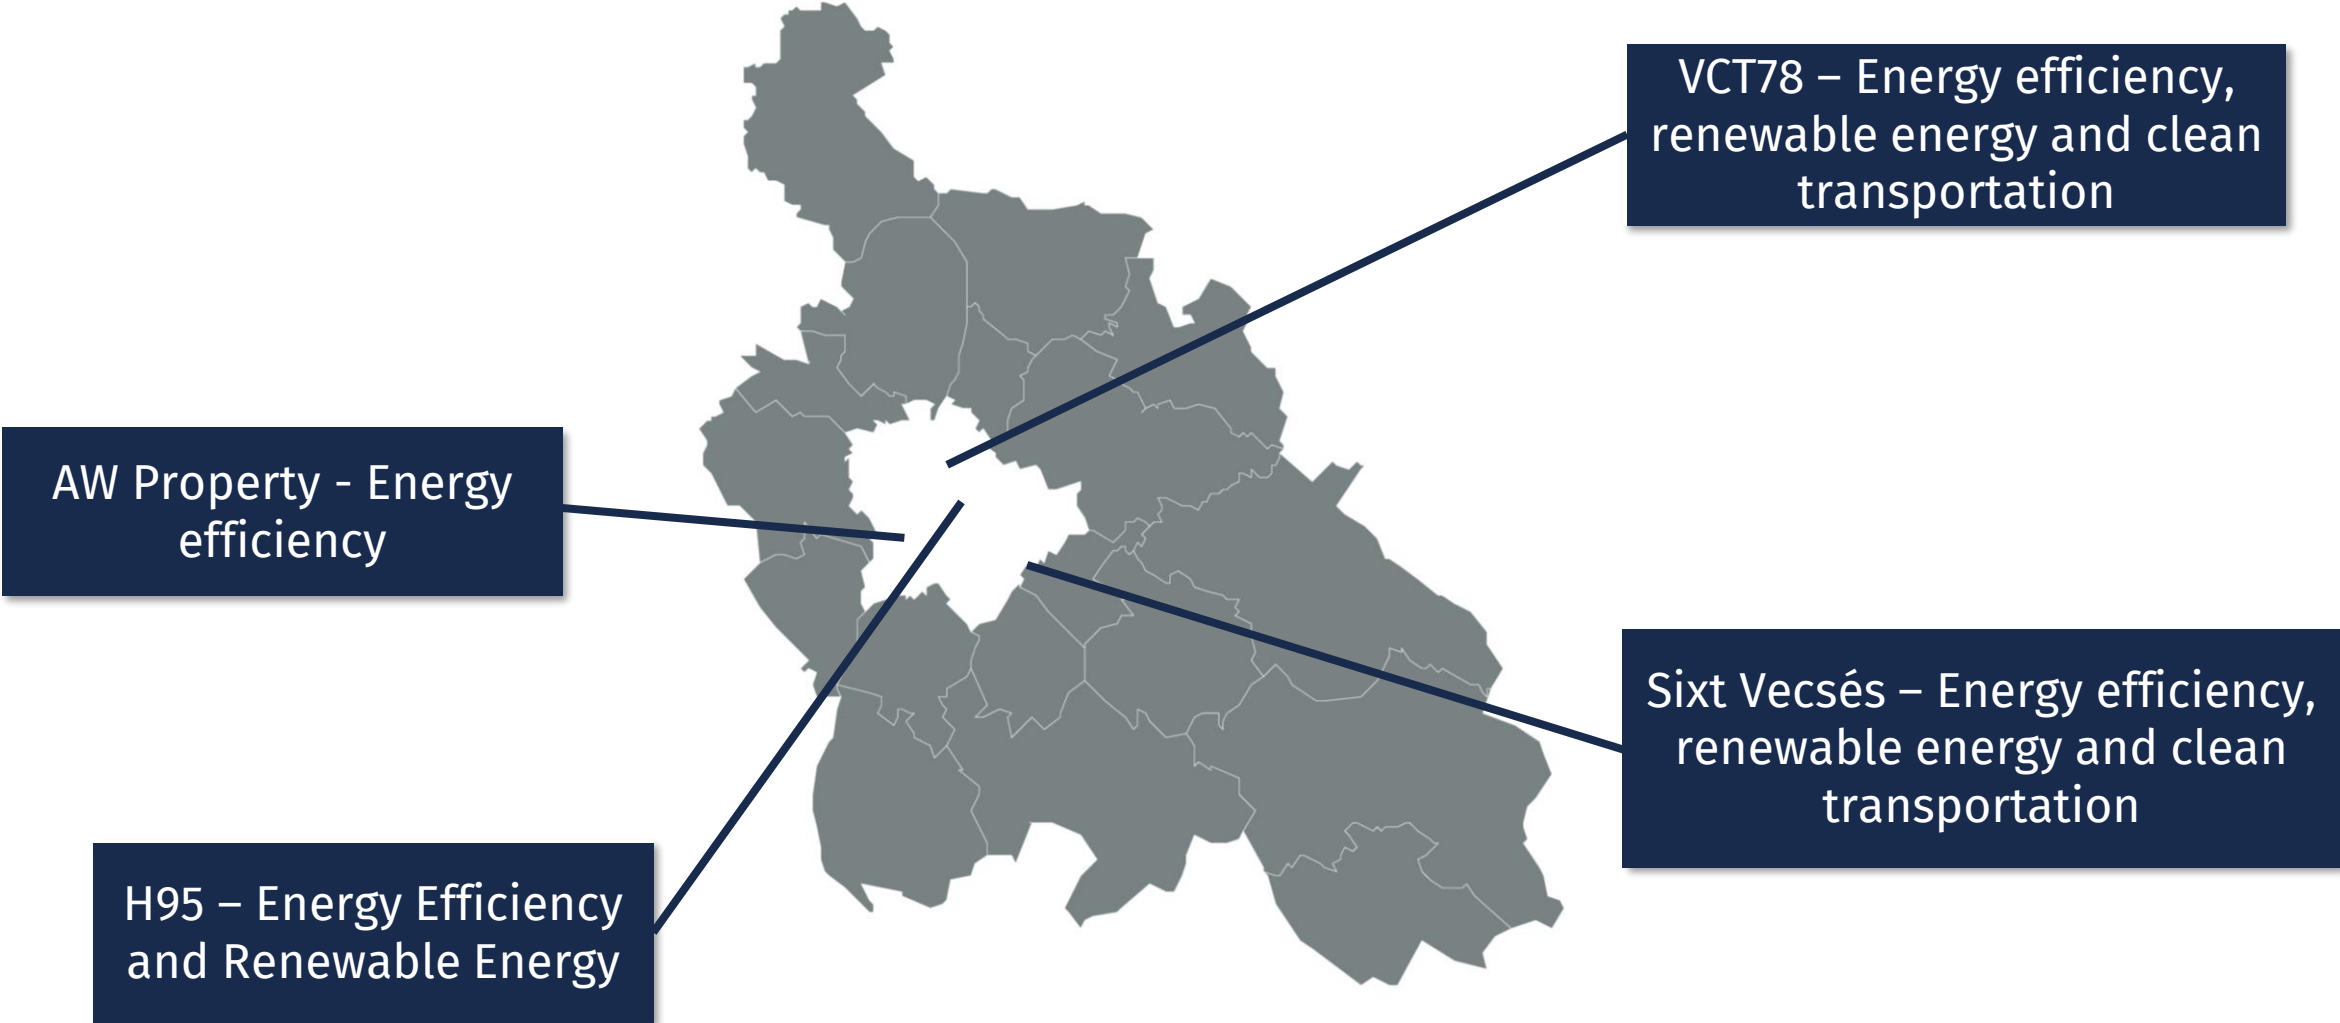 VCT78 – Energy efficiency,
renewable energy and clean
transportation
AW Property - Energy
efficiency
Sixt Vecsés – Energy efficiency,
renewable energy and clean
transportation
H95 – Energy Efficiency
and Renewable Energy